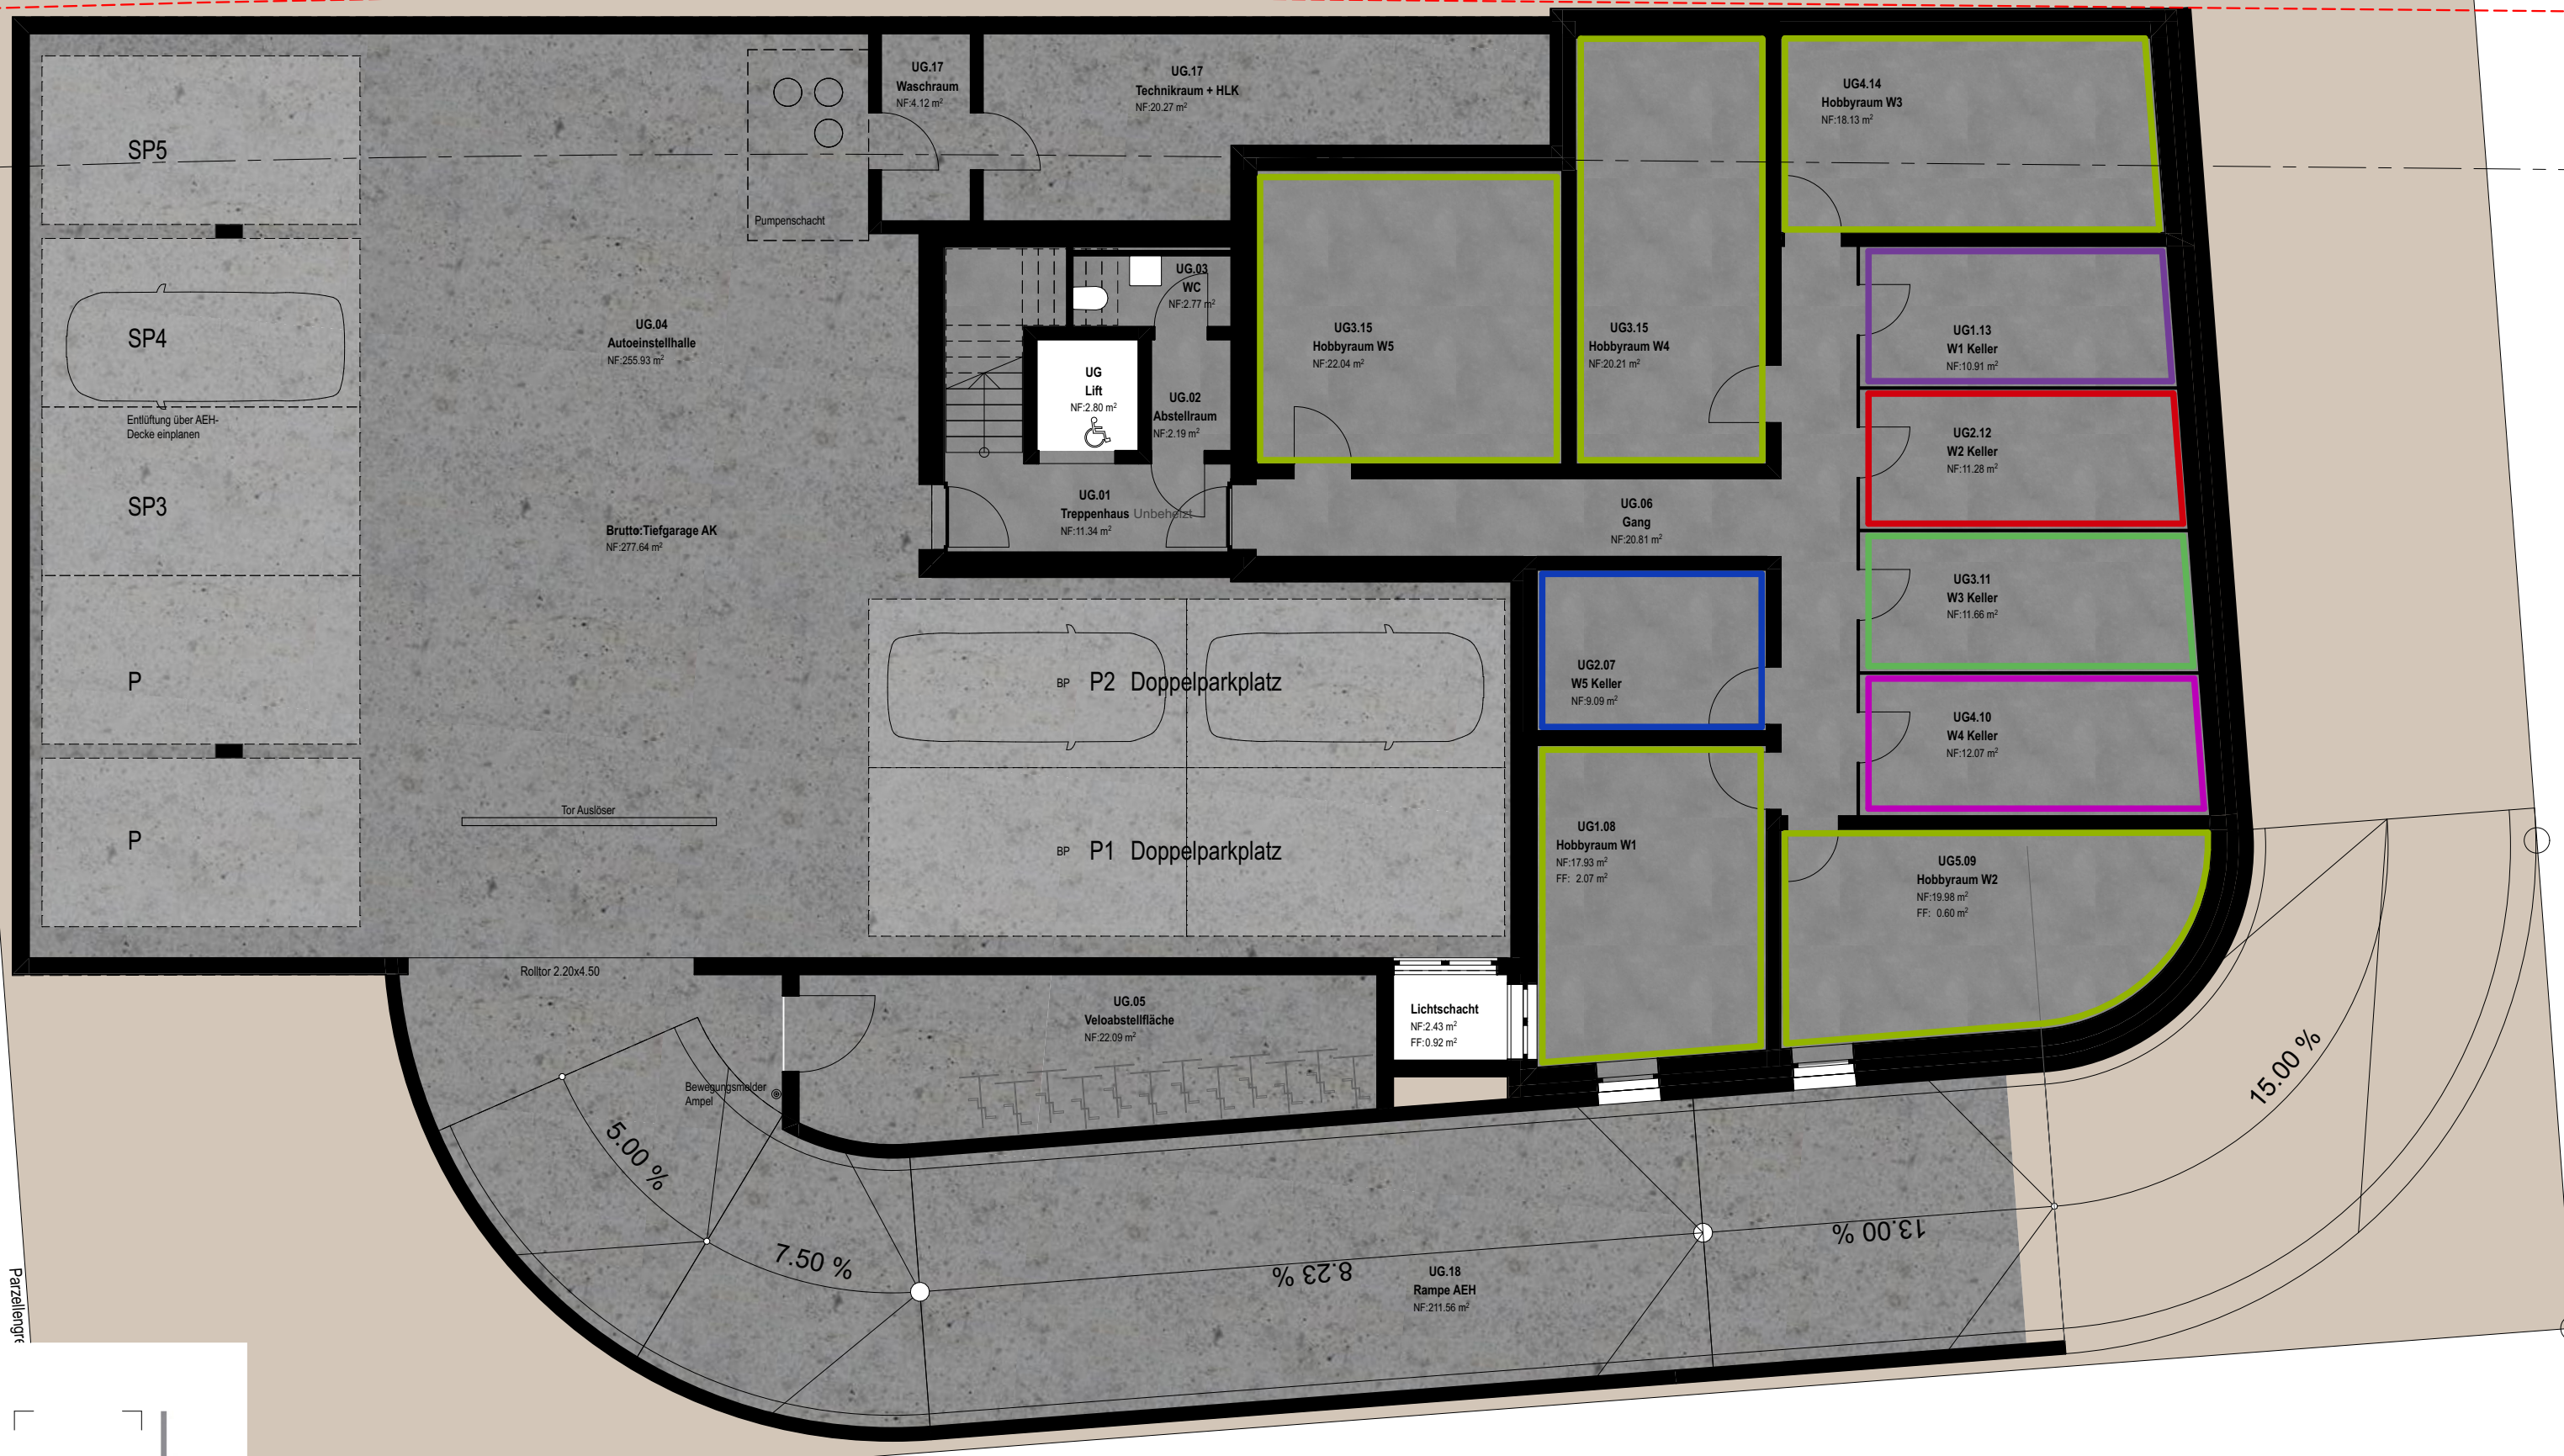 UG.17
Waschraum
NF:4.12 m²
UG.17
Technikraum + HLK
NF:20.27 m²
UG4.14
Hobbyraum W3
NF:18.13 m²
SP5
Pumpenschacht
UG.03
WC
NF:2.77 m²
SP4
UG.04
Autoeinstellhalle
NF:255.93 m²
UG3.15
Hobbyraum W5
NF:22.04 m²
UG3.15
Hobbyraum W4
NF:20.21 m²
UG1.13
W1 Keller
NF:10.91 m²
UG
Lift
NF:2.80 m²
UG.02
Abstellraum
NF:2.19 m²
Entlüftung über AEH-
Decke einplanen
UG2.12
W2 Keller
NF:11.28 m²
SP3
UG.01
Treppenhaus Unbeheizt
NF:11.34 m²
UG.06
Gang
NF:20.81 m²
Brutto:Tiefgarage AK
NF:277.64 m²
UG3.11
W3 Keller
NF:11.66 m²
P
BP P2 Doppelparkplatz
UG2.07
W5 Keller
NF:9.09 m²
UG4.10
W4 Keller
NF:12.07 m²
Tor Auslöser
P
BP P1 Doppelparkplatz
UG1.08
Hobbyraum W1
NF:17.93 m²
FF: 2.07 m²
UG5.09
Hobbyraum W2
NF:19.98 m²
FF: 0.60 m²
Rolltor 2.20x4.50
UG.05
Veloabstellfläche
NF:22.09 m²
Lichtschacht
NF:2.43 m²
FF:0.92 m²
Bewegungsmelder
Ampel
15.00 %
5.00 %
7.50 %
8.23 %
13.00 %
UG.18
Rampe AEH
NF:211.56 m²
Parzellengre